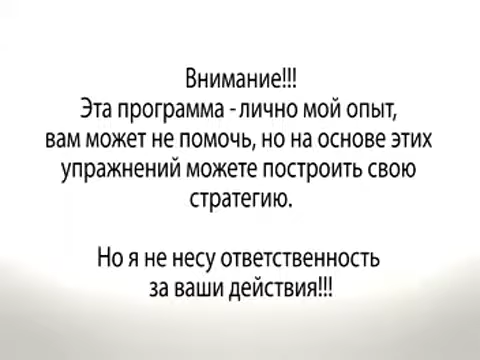 Внимание!!!
Эта программа - лично мой опыт,
вам может не помочь, но на основе этих
упражнений можете построить свою
стратегию.
Но я не несу ответственность
за ваши действия!!!